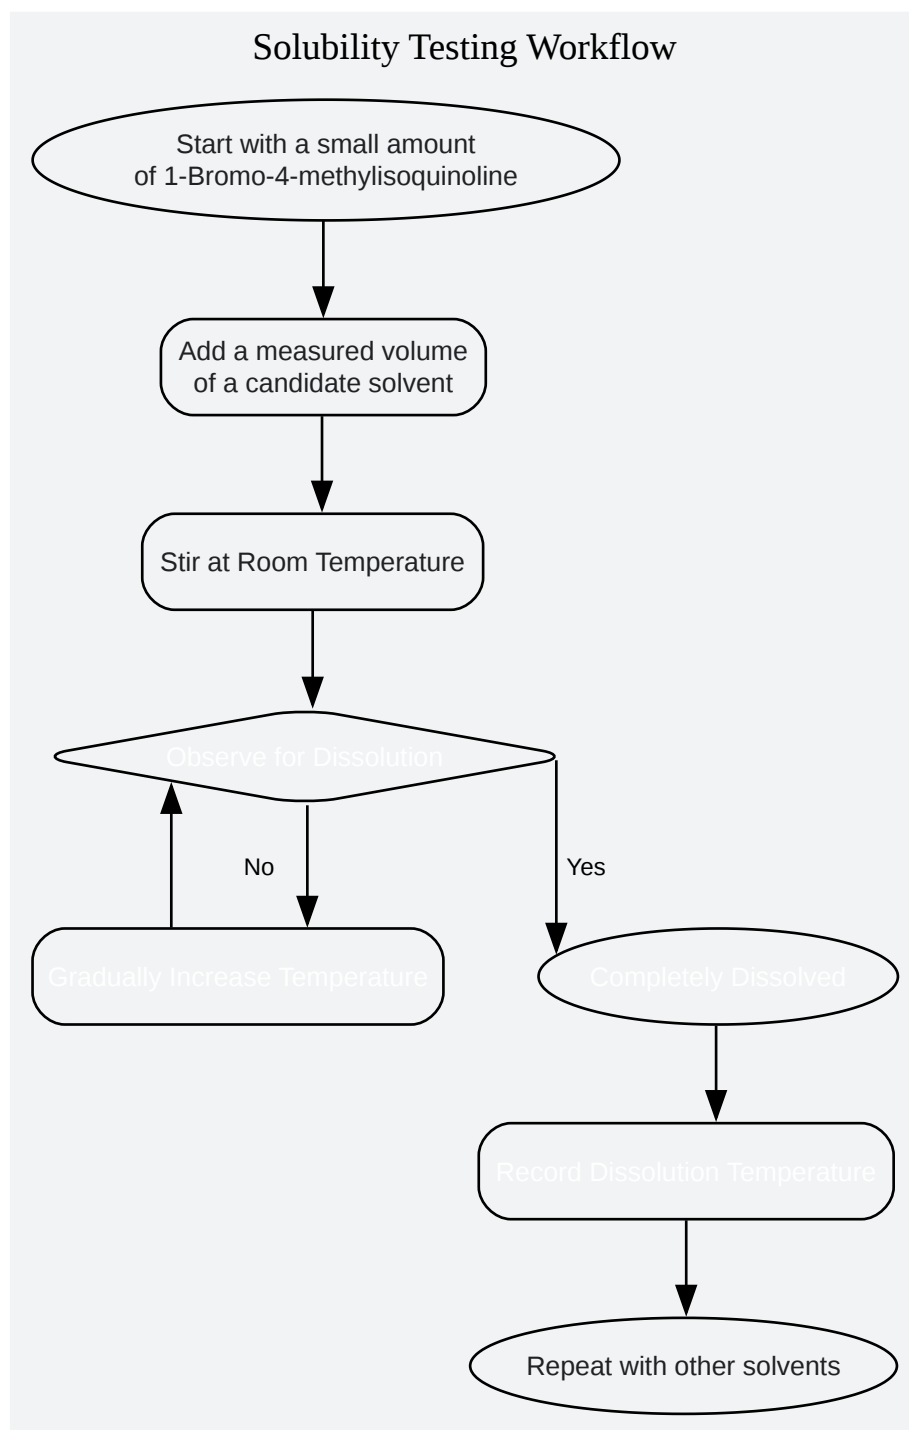 Solubility Testing Workflow
Start with a small amount
of 1-Bromo-4-methylisoquinoline
Add a measured volume
of a candidate solvent
Stir at Room Temperature
Observe for Dissolution
No
Yes
Gradually Increase Temperature
Completely Dissolved
Record Dissolution Temperature
Repeat with other solvents